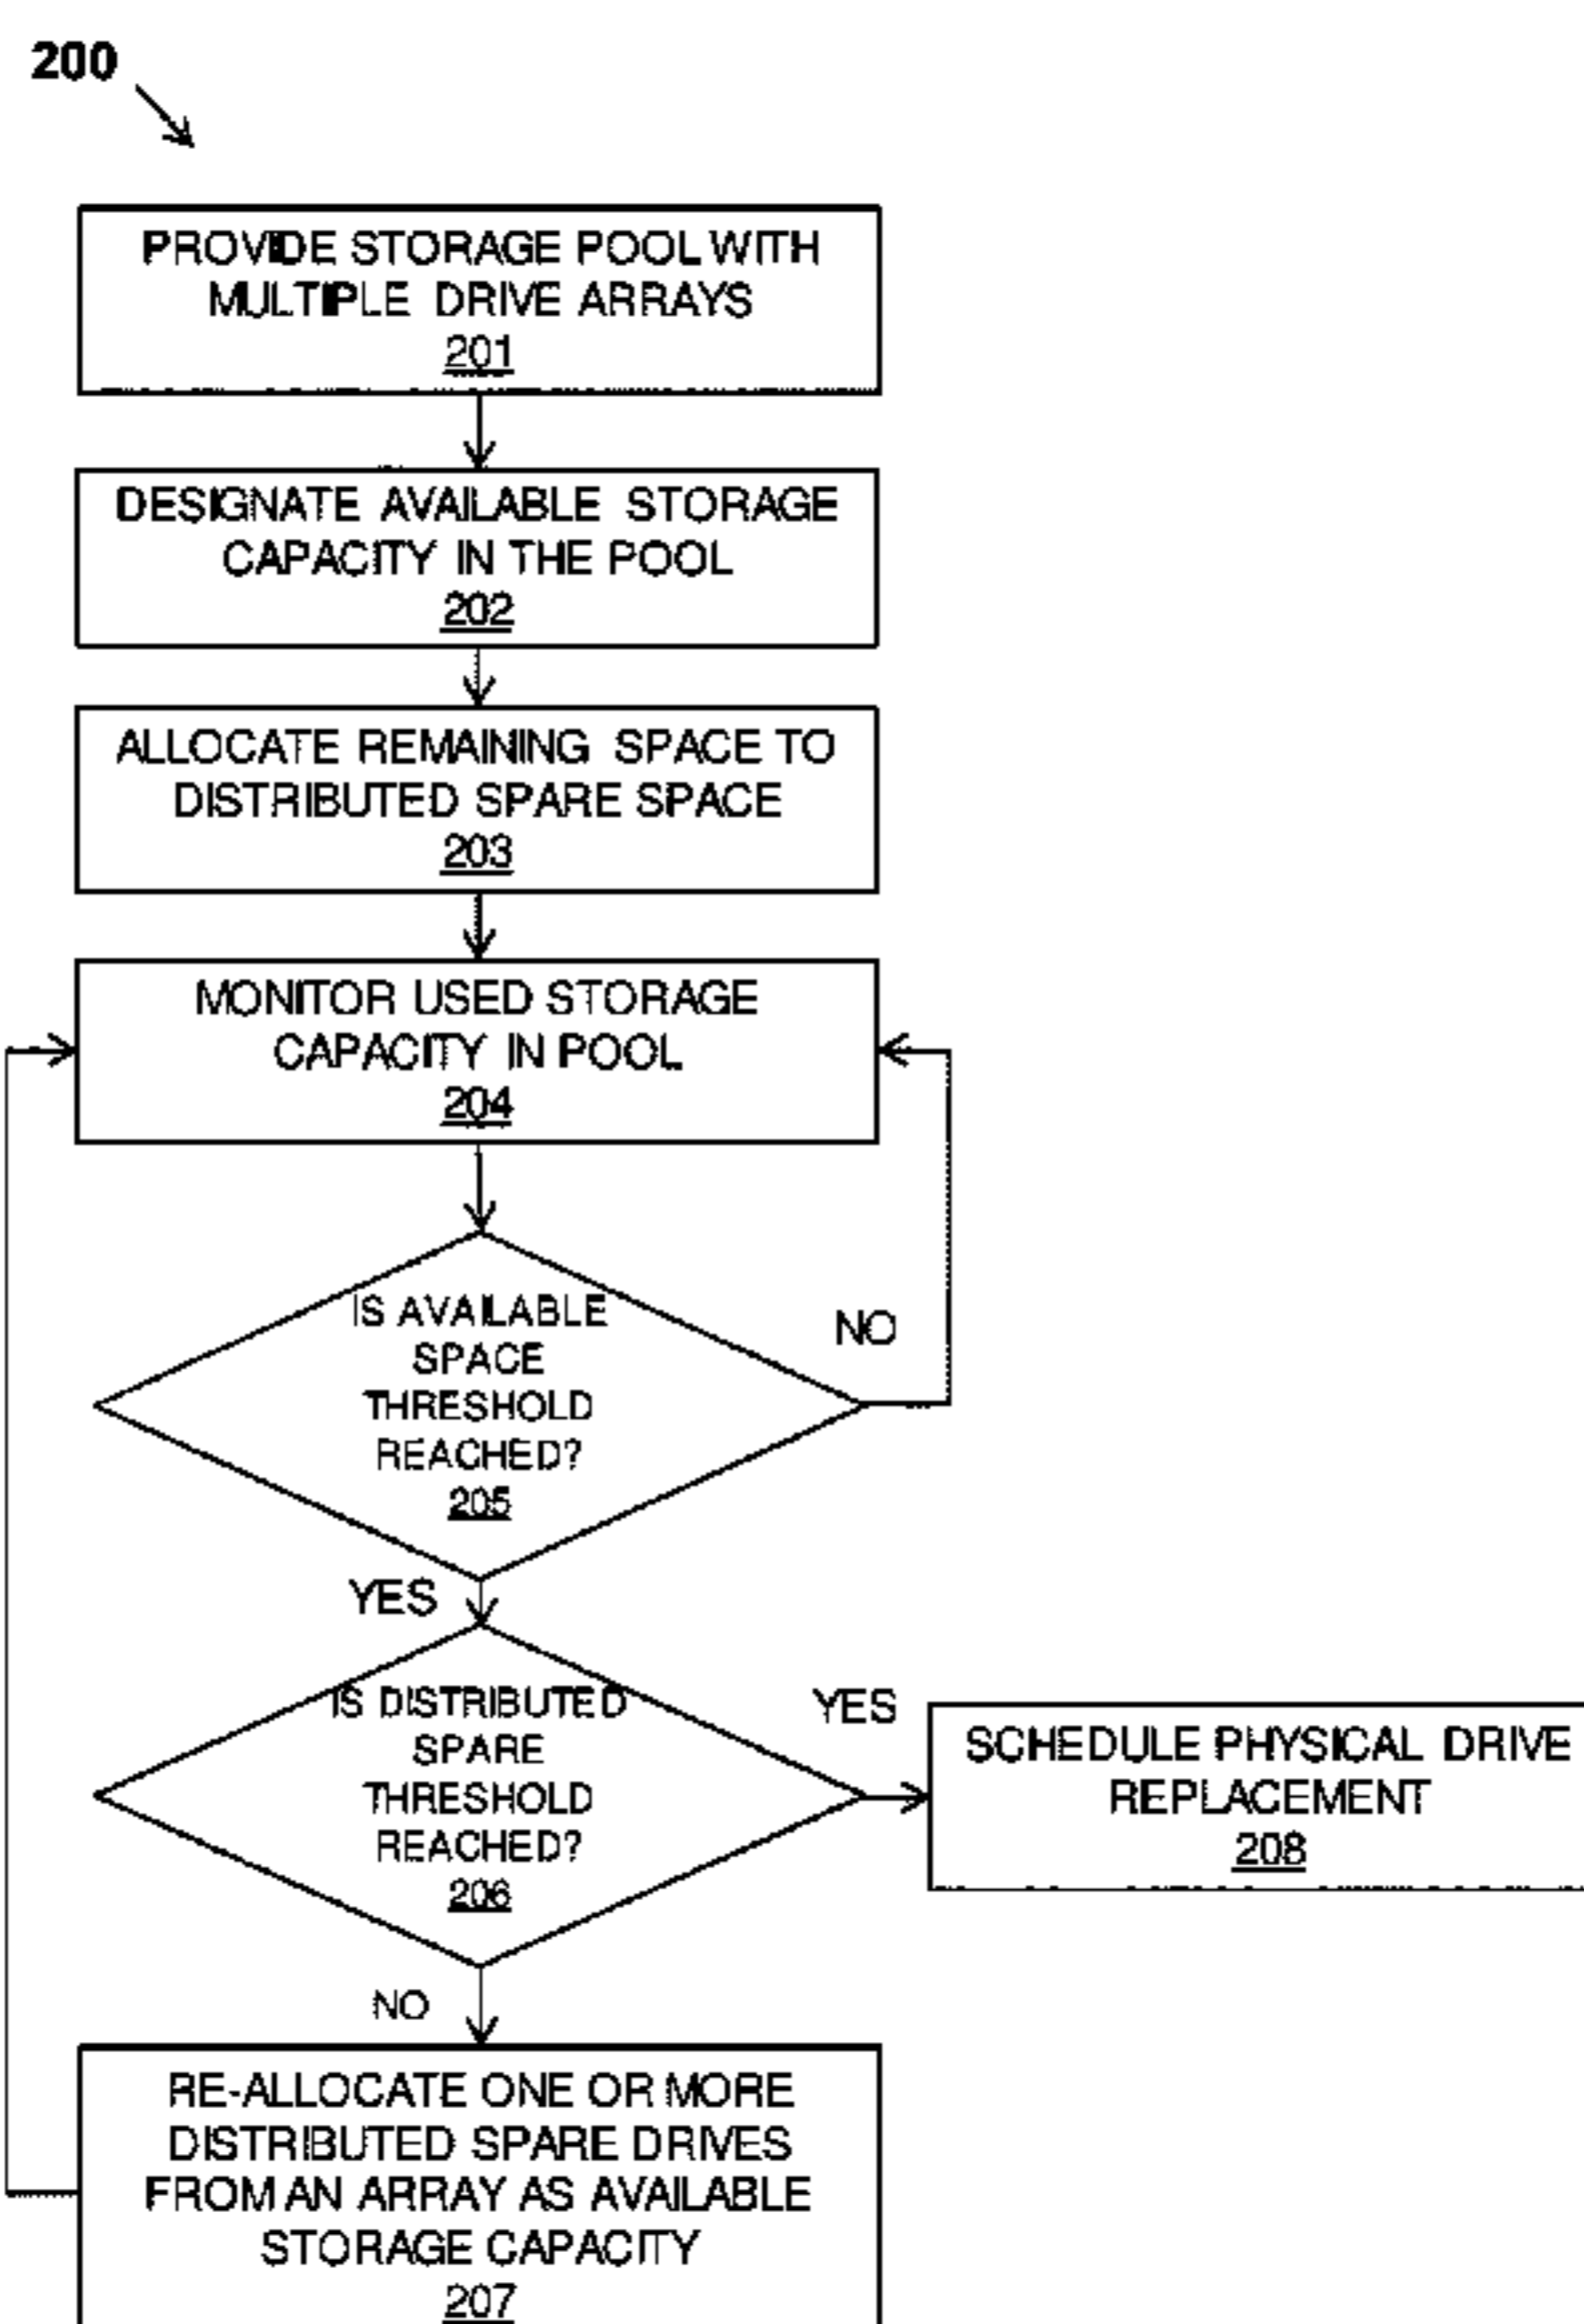 200
PROVIDE STORAGE POOL WITH
MULTIPLE DRIVE ARRAYS
201
DESIGNATE AVAILABLE STORAGE
CAPACITY IN THE POOL
202
ALLOCATE REMAINING SPACE TO
DISTRIBUTED SPARE SPACE
203
MONITOR USED STORAGE
CAPACITY IN POOL
204
IS AVAILABLE
SPACE
THRESHOLD
REACHED?
205
NO
YES
IS DISTRIBUTED
SPARE
THRESHOLD
REACHED?
206
YES
SCHEDULE PHYSICAL DRIVE
REPLACEMENT
208
NO
RE-ALLOCATE ONE OR MORE
DISTRIBUTED SPARE DRIVES
FROM AN ARRAY AS AVAILABLE
STORAGE CAPACITY
207